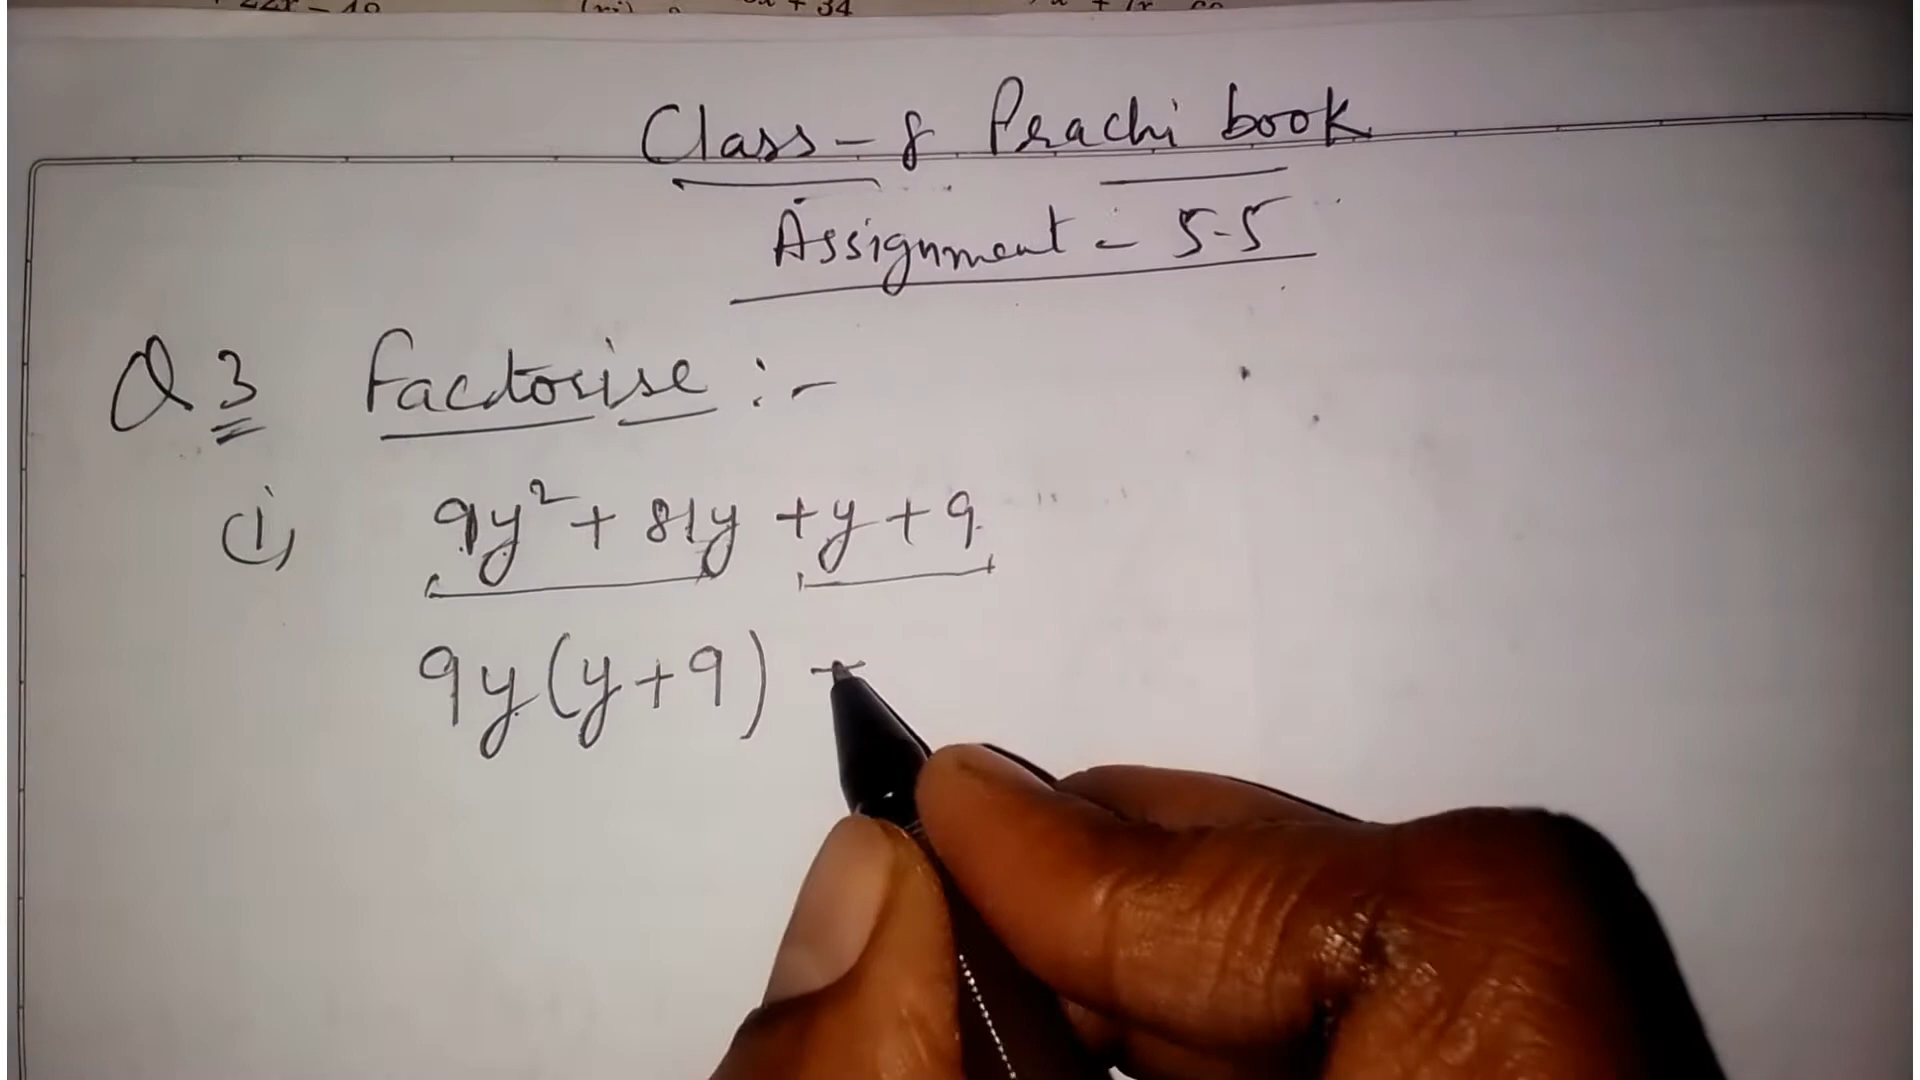 Class - 8 Prachi book
Assignment - 5.5
Q 3 Factorise :-
(i) 9y² + 81y + y + 9
9y(y+9) +